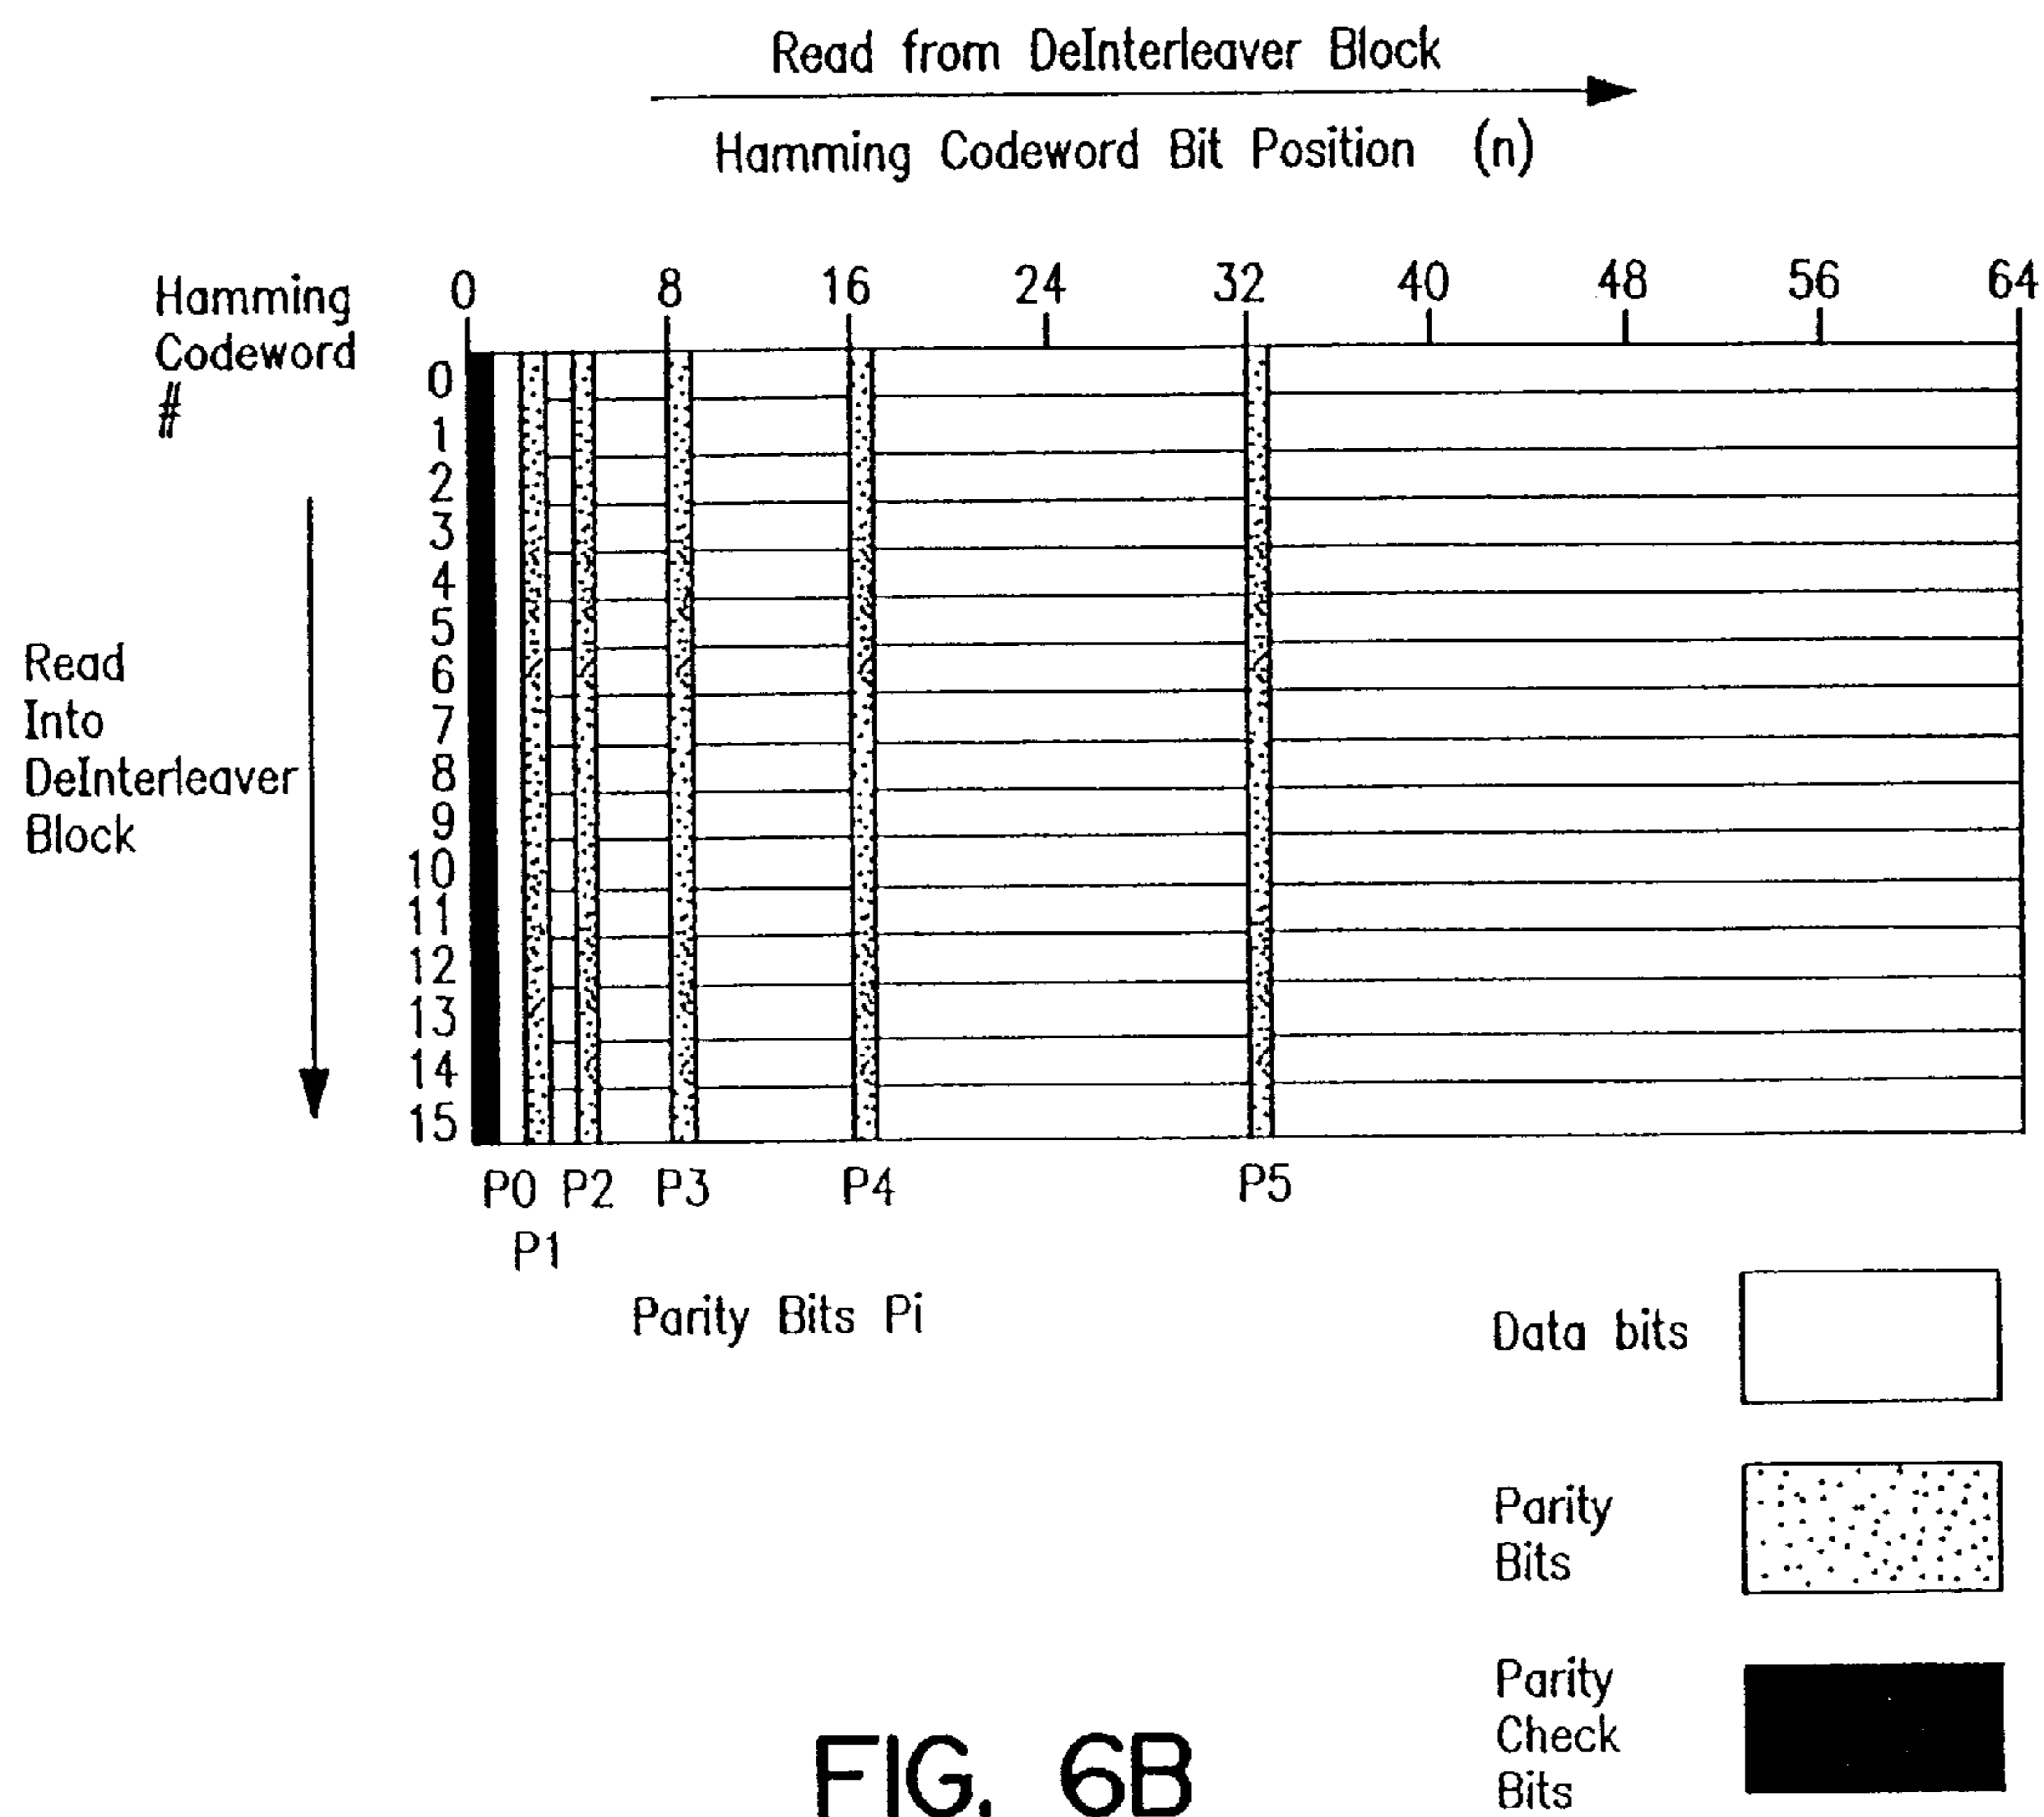 Read from DeInterleaver Block
Hamming Codeword Bit Position (n)
Hamming
Codeword
#
0 8 16 24 32 40 48 56 64
0
1
2
3
4
5
6
7
8
9
10
11
12
13
14
15
Read
Into
DeInterleaver
Block
P0 P2 P3 P4 P5
P1
Parity Bits Pi
Data bits
Parity
Bits
Parity
Check
Bits
FIG. 6B